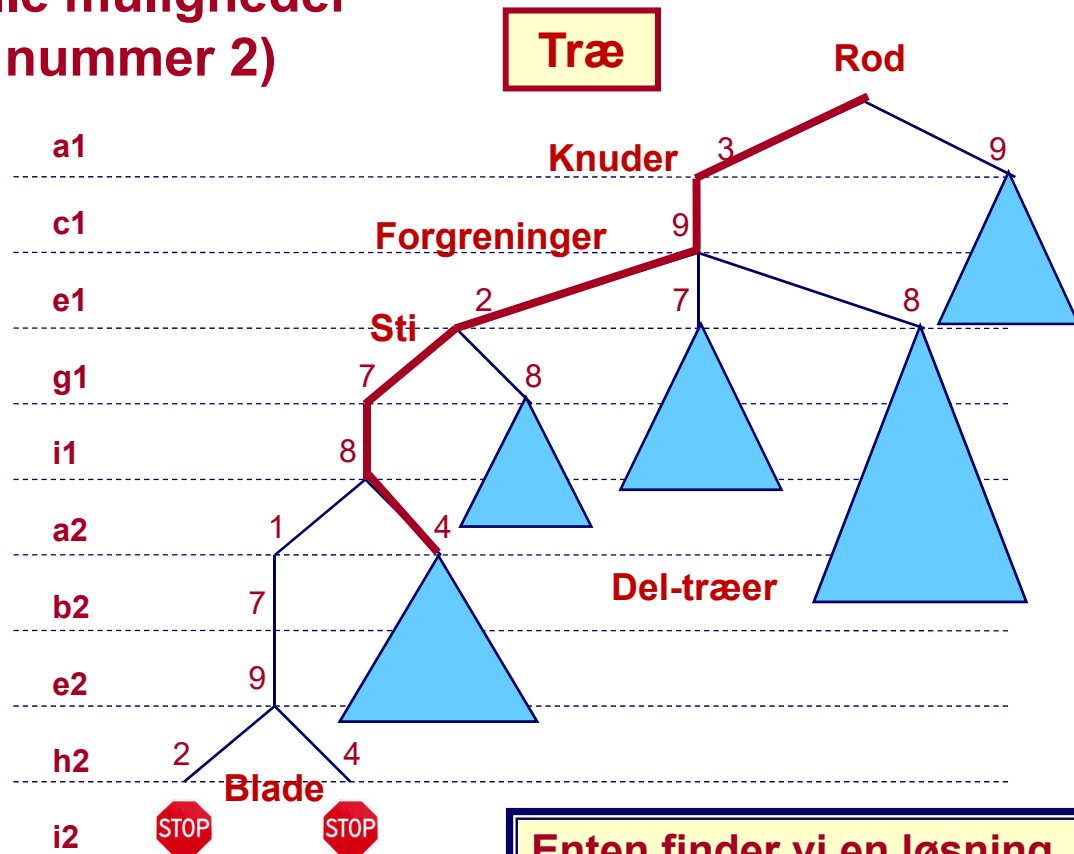 nummer 2)
Træ
Rod
a1
3
9
Knuder
c1
9
Forgreninger
e1
2
7
8
Sti
g1
7
8
i1
8
a2
1
4
b2
7
Del-træer
e2
9
h2
2
4
Blade
i2
STOP
STOP
Enten finder vi en løsning